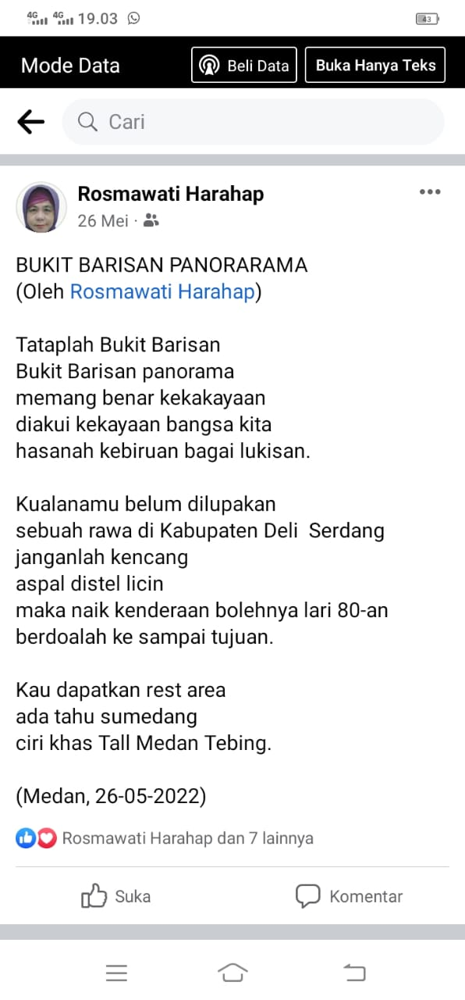 4G 4G 19.03 43
Mode Data Beli Data Buka Hanya Teks
Cari
Rosmawati Harahap
26 Mei ·
BUKIT BARISAN PANORARAMA
(Oleh Rosmawati Harahap)
Tataplah Bukit Barisan
Bukit Barisan panorama
memang benar kekakayaan
diakui kekayaan bangsa kita
hasanah kebiruan bagai lukisan.
Kualanamu belum dilupakan
sebuah rawa di Kabupaten Deli  Serdang
janganlah kencang
aspal distel licin
maka naik kenderaan bolehnya lari 80-an
berdoalah ke sampai tujuan.
Kau dapatkan rest area
ada tahu sumedang
ciri khas Tall Medan Tebing.
(Medan, 26-05-2022)
Rosmawati Harahap dan 7 lainnya
Suka Komentar